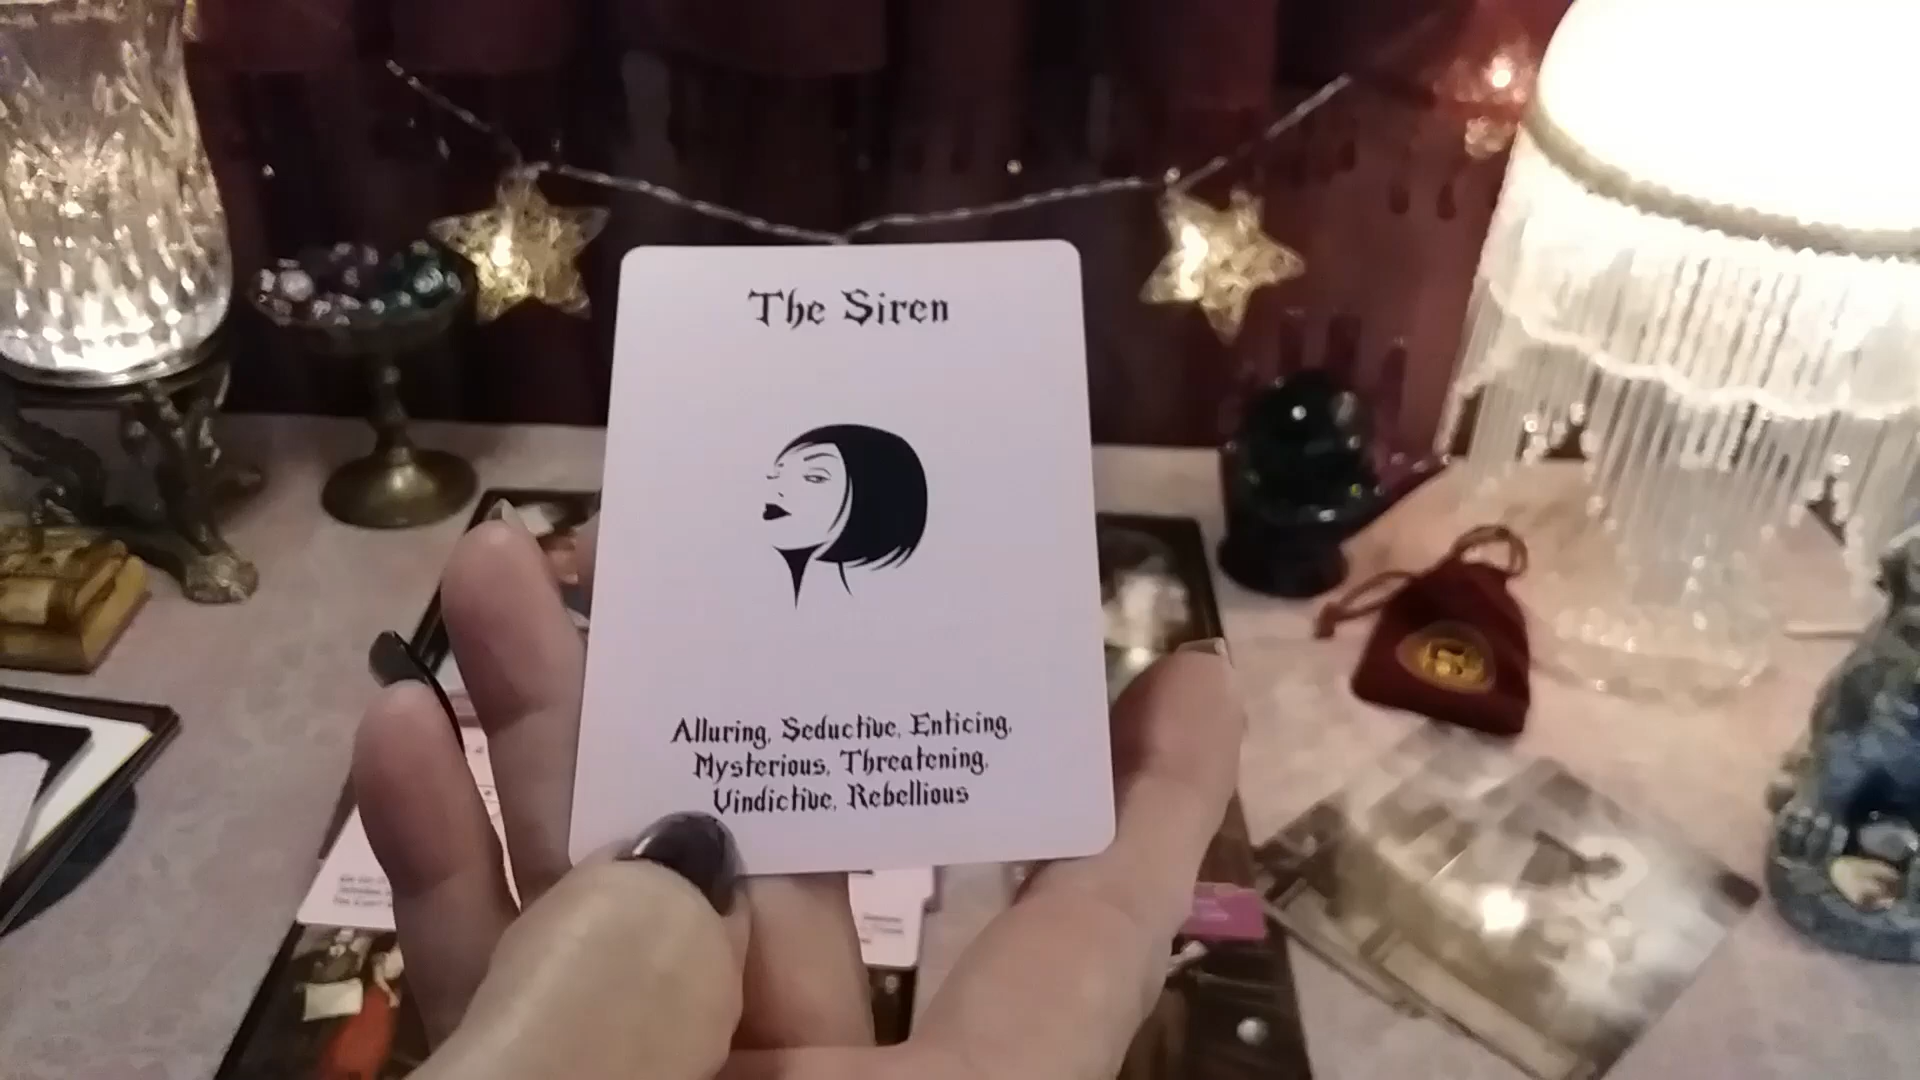 The Siren
Alluring, Seductive, Enticing,
Mysterious, Threatening,
Vindictive, Rebellious